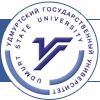 УДМУРТСКИЙ ГОСУДАРСТВЕННЫЙ УНИВЕРСИТЕТ
UDMURT STATE UNIVERSITY